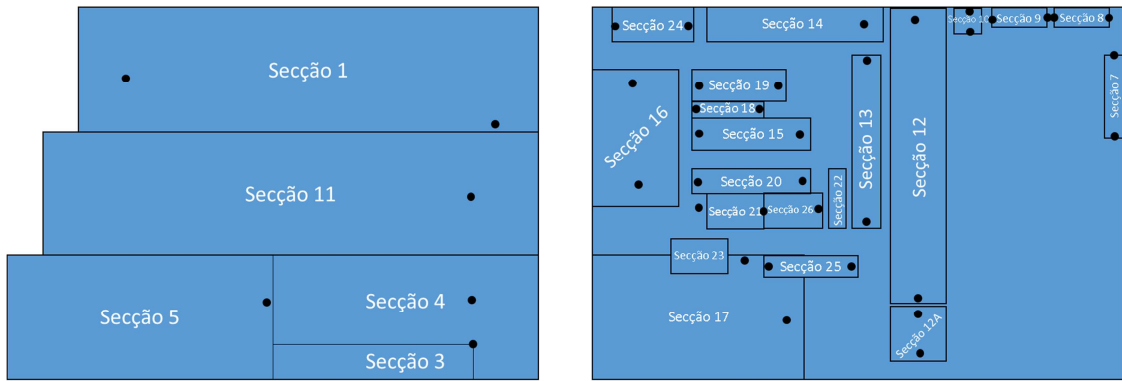 Secção 1
Secção 11
Secção 5
Secção 4
Secção 3
Secção 24
Secção 14
Secção 10
Secção 9
Secção 8
Secção 7
Secção 16
Secção 19
Secção 18
Secção 15
Secção 13
Secção 12
Secção 20
Secção 22
Secção 21
Secção 26
Secção 23
Secção 25
Secção 17
Secção 12A